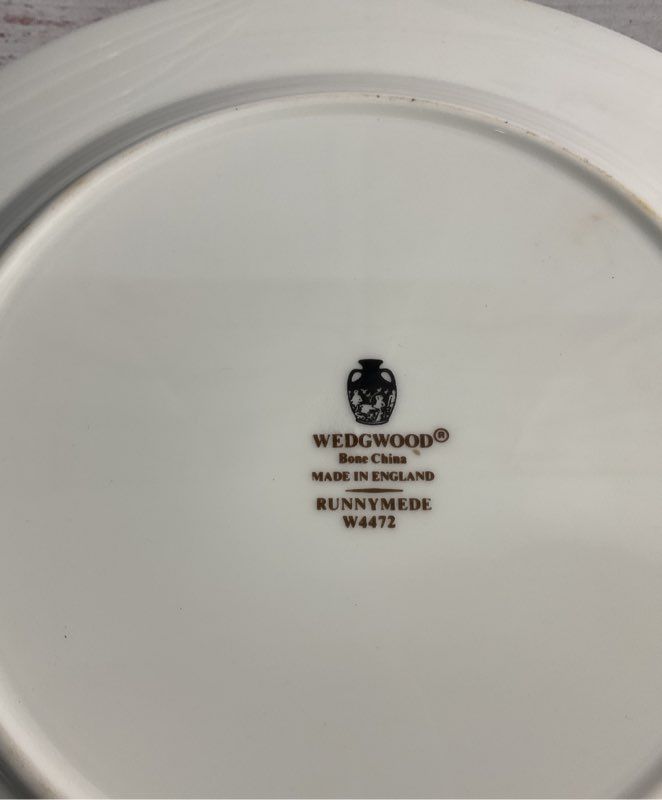 WEDGWOOD®
Bone China
MADE IN ENGLAND
RUNNYMEDE
W4472